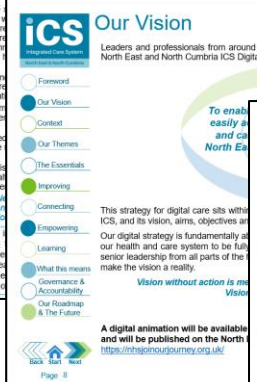 ics
Integrated Care System
North East & North Cumbria
Foreword
Our Vision
Context
Our Themes
The Essentials
Improving
Connecting
Empowering
Learning
What this means
Governance &
Accountability
Our Roadmap
& The Future
Back Start Next
Page 8
Our Vision
Leaders and professionals from around
North East and North Cumbria ICS Digita
To enab
easily a
and ca
North Ea
This strategy for digital care sits within
ICS, and its vision, aims, objectives an
Our digital strategy is fundamentally a
our health and care system to be fully
senior leadership from all parts of the
make the vision a reality.
Vision without action is me
Vision
A digital animation will be available
and will be published on the North
https://nhsjoinourjourney.org.uk/